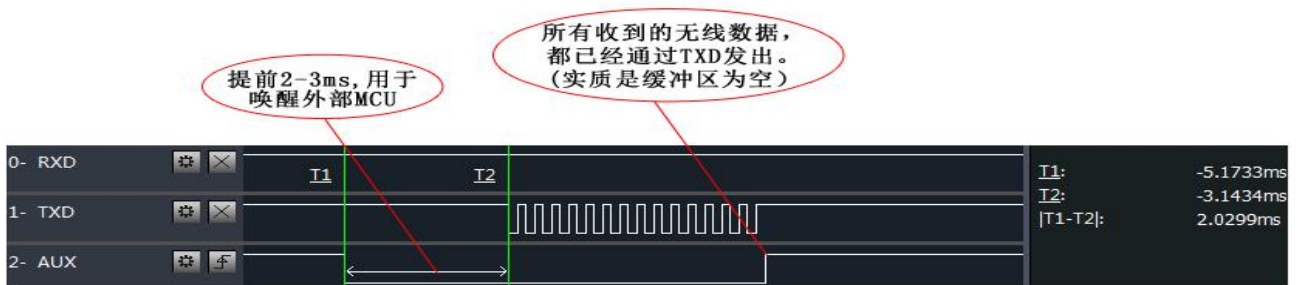 所有收到的无线数据，
都已经通过TXD发出。
(实质是缓冲区为空)
提前2-3ms,用于
唤醒外部MCU
0- RXD
T1
T2
T1: -5.1733ms
T2: -3.1434ms
1- TXD
|T1-T2|: 2.0299ms
2- AUX